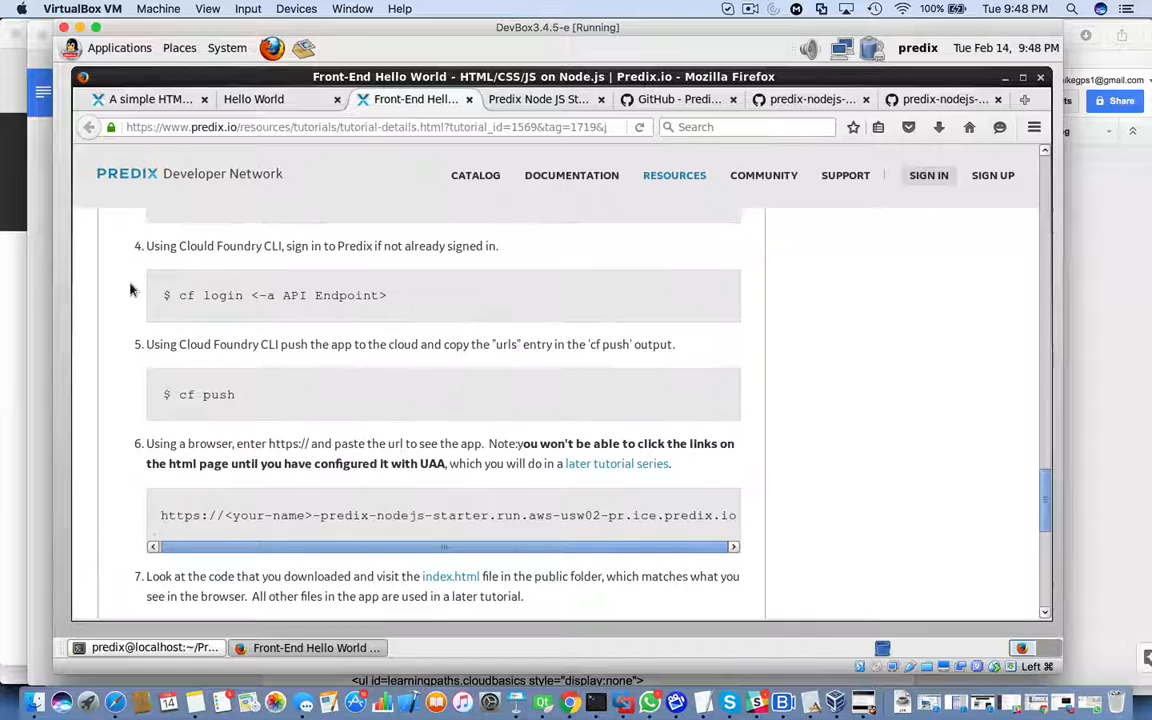 VirtualBox VM Machine View Input Devices Window Help
100% Tue 9:48 PM
DevBox3.4.5-e [Running]
Applications Places System
predix Tue Feb 14, 9:48 PM
Front-End Hello World - HTML/CSS/JS on Node.js | Predix.io - Mozilla Firefox
A simple HTM...
Hello World
Front-End Hell...
Predix Node JS St...
GitHub - Predi...
predix-nodejs-...
predix-nodejs-...
ikegps1@gmail.com
Share
https://www.predix.io/resources/tutorials/tutorial-details.html?tutorial_id=1569&tag=1719&j
Search
PREDIX Developer Network
CATALOG DOCUMENTATION RESOURCES COMMUNITY SUPPORT SIGN IN SIGN UP
4. Using Clould Foundry CLI, sign in to Predix if not already signed in.
$ cf login <-a API Endpoint>
5. Using Cloud Foundry CLI push the app to the cloud and copy the "urls" entry in the 'cf push' output.
$ cf push
6. Using a browser, enter https:// and paste the url to see the app. Note:you won't be able to click the links on
the html page until you have configured it with UAA, which you will do in a later tutorial series.
https://<your-name>-predix-nodejs-starter.run.aws-usw02-pr.ice.predix.io
7. Look at the code that you downloaded and visit the index.html file in the public folder, which matches what you
see in the browser. All other files in the app are used in a later tutorial.
predix@localhost:~/Pr...
Front-End Hello World ...
Left ⌘
<ul id=learningpaths.cloudbasics style="display:none">